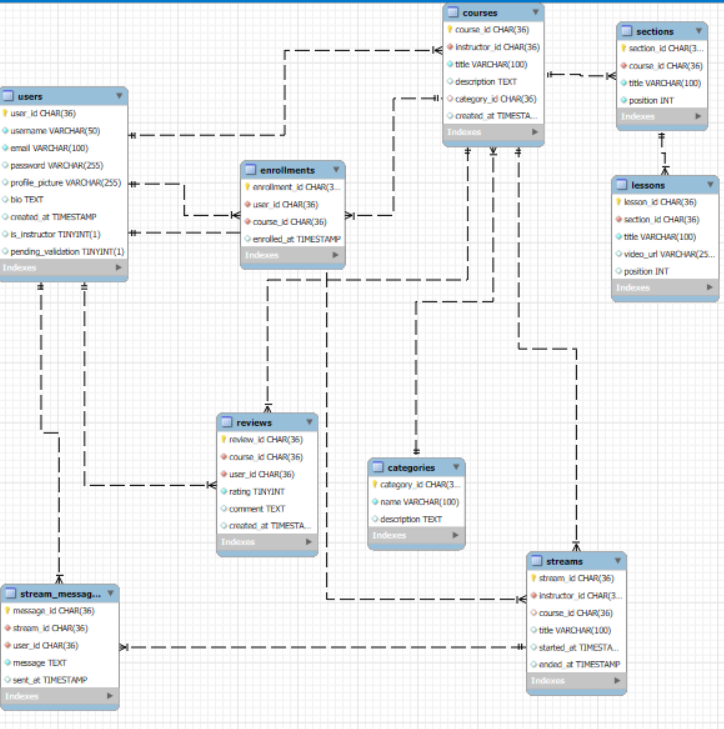 courses
course_id CHAR(36)
instructor_id CHAR(36)
title VARCHAR(100)
description TEXT
category_id CHAR(36)
created_at TIMESTA...
Indexes
sections
section_id CHAR(3...
course_id CHAR(36)
title VARCHAR(100)
position INT
Indexes
users
user_id CHAR(36)
username VARCHAR(50)
email VARCHAR(100)
password VARCHAR(255)
profile_picture VARCHAR(255)
bio TEXT
created_at TIMESTAMP
is_instructor TINYINT(1)
pending_validation TINYINT(1)
Indexes
enrollments
enrollment_id CHAR(3...
user_id CHAR(36)
course_id CHAR(36)
enrolled_at TIMESTAMP
Indexes
lessons
lesson_id CHAR(36)
section_id CHAR(36)
title VARCHAR(100)
video_url VARCHAR(25...
position INT
Indexes
reviews
review_id CHAR(36)
course_id CHAR(36)
user_id CHAR(36)
rating TINYINT
comment TEXT
created_at TIMESTA...
Indexes
categories
category_id CHAR(3...
name VARCHAR(100)
description TEXT
Indexes
streams
stream_id CHAR(36)
instructor_id CHAR(3...
course_id CHAR(36)
title VARCHAR(100)
started_at TIMESTA...
ended_at TIMESTAMP
Indexes
stream_messag...
message_id CHAR(36)
stream_id CHAR(36)
user_id CHAR(36)
message TEXT
sent_at TIMESTAMP
Indexes